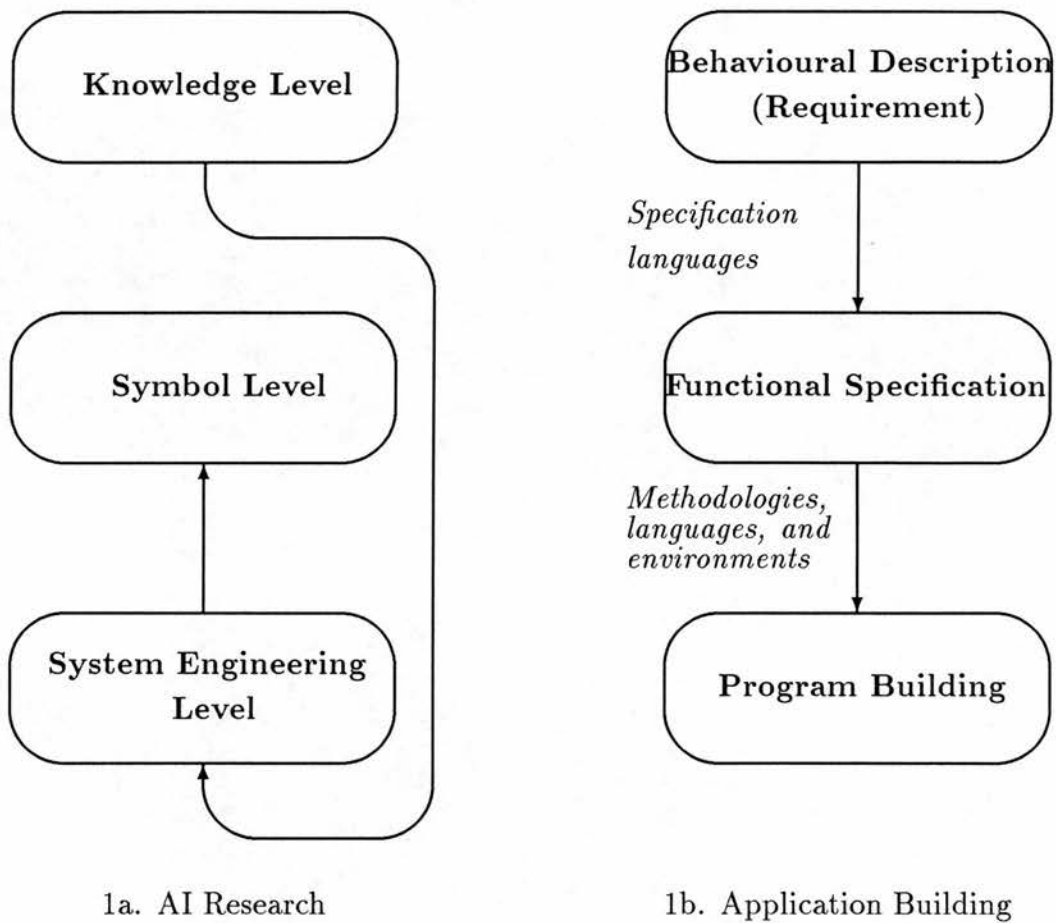 Knowledge Level
Symbol Level
System Engineering
Level
1a. AI Research
Behavioural Description
(Requirement)
Specification
languages
Functional Specification
Methodologies,
languages, and
environments
Program Building
1b. Application Building